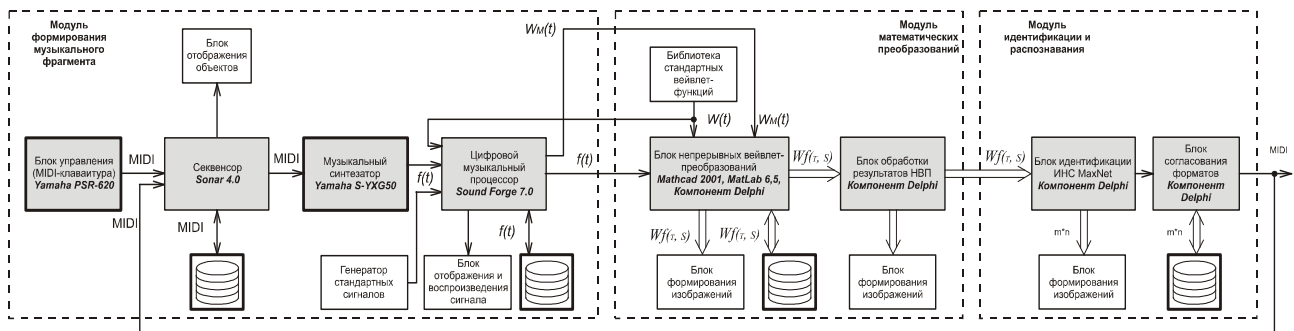 Модуль
формирования
музыкального
фрагмента
Блок
отображения
объектов
Блок управления
(MIDI-клавиатура)
Yamaha PSR-620
MIDI
Секвенсор
Sonar 4.0
MIDI
Музыкальный
синтезатор
Yamaha S-YXG50
f(t)
Цифровой
музыкальный
процессор
Sound Forge 7.0
f(t)
MIDI
MIDI
Генератор
стандартных
сигналов
Блок
отображения и
воспроизведения
сигнала
f(t)
WM(t)
WM(t)
Модуль
математических
преобразований
Библиотека
стандартных
вейвлет-
функций
W(t)
WM(t)
Блок непрерывных вейвлет-
преобразований
Mathcad 2001, MatLab 6,5,
Компонент Delphi
Wf(τ, s)
Блок обработки
результатов НВП
Компонент Delphi
Wf(τ, s)
Wf(τ, s)
Wf(τ, s)
Блок
формирования
изображений
Блок
формирования
изображений
Модуль
идентификации и
распознавания
Блок идентификации
ИНС MaxNet
Компонент Delphi
Блок
согласования
форматов
Компонент
Delphi
MIDI
m*n
m*n
Блок
формирования
изображений